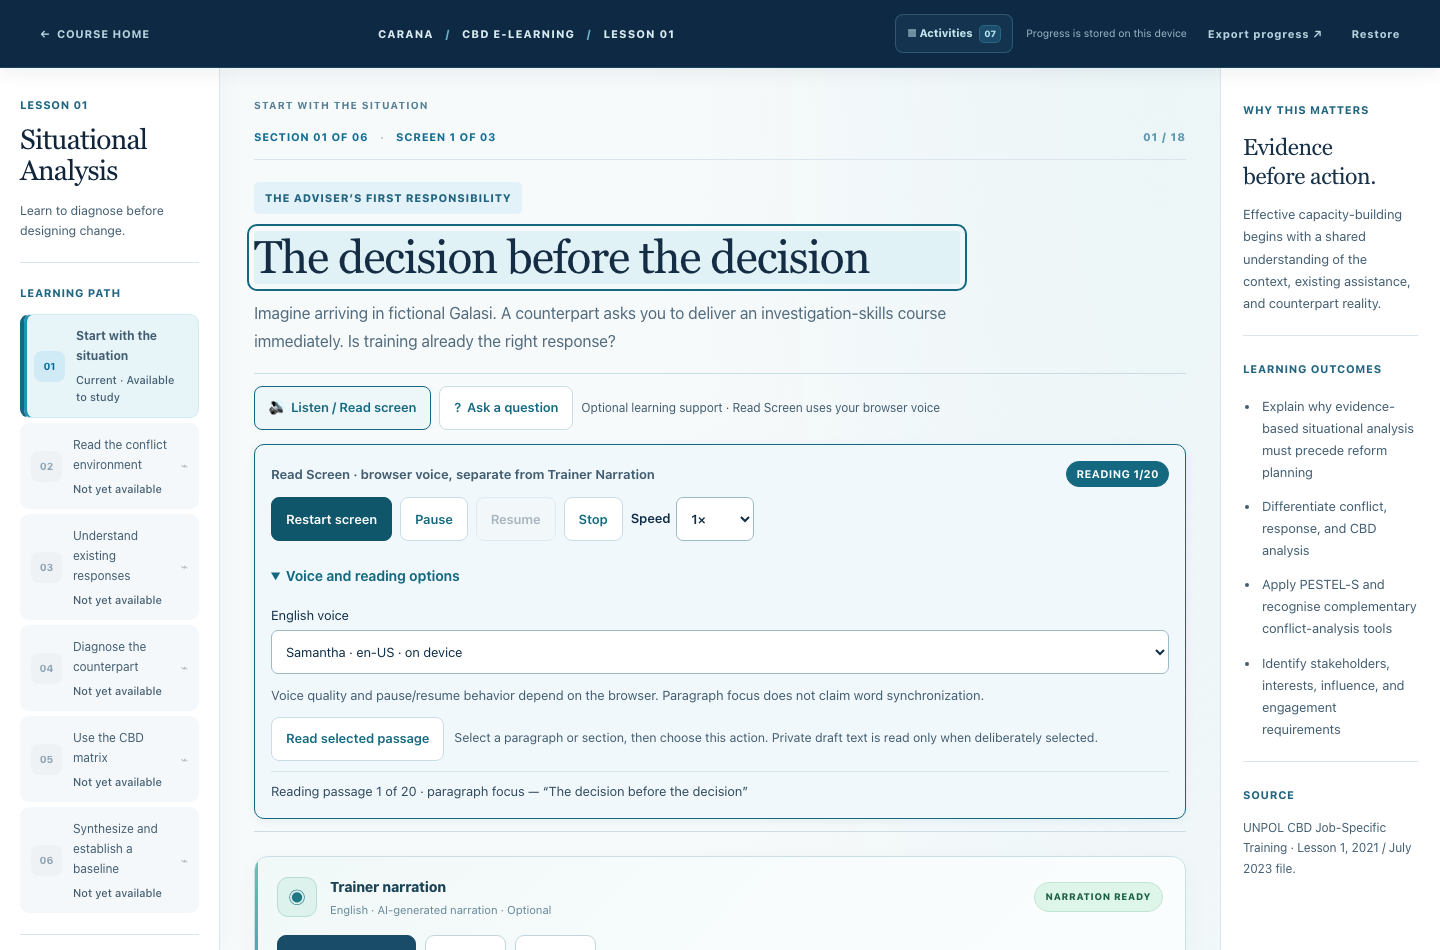 ← COURSE HOME
CARANA / CBD E-LEARNING / LESSON 01
Activities 07
Progress is stored on this device
Export progress ↗
Restore
LESSON 01
Situational
Analysis
Learn to diagnose before
designing change.
LEARNING PATH
01
Start with the
situation
Current · Available
to study
02
Read the conflict
environment
Not yet available
03
Understand
existing
responses
Not yet available
04
Diagnose the
counterpart
Not yet available
05
Use the CBD
matrix
Not yet available
06
Synthesize and
establish a
baseline
Not yet available
START WITH THE SITUATION
SECTION 01 OF 06 · SCREEN 1 OF 03
01 / 18
THE ADVISER'S FIRST RESPONSIBILITY
The decision before the decision
Imagine arriving in fictional Galasi. A counterpart asks you to deliver an investigation-skills course
immediately. Is training already the right response?
Listen / Read screen
? Ask a question
Optional learning support · Read Screen uses your browser voice
Read Screen · browser voice, separate from Trainer Narration
READING 1/20
Restart screen
Pause
Resume
Stop
Speed
1×
▼ Voice and reading options
English voice
Samantha · en-US · on device
Voice quality and pause/resume behavior depend on the browser. Paragraph focus does not claim word synchronization.
Read selected passage
Select a paragraph or section, then choose this action. Private draft text is read only when deliberately selected.
Reading passage 1 of 20 · paragraph focus — “The decision before the decision”
Trainer narration
English · AI-generated narration · Optional
NARRATION READY
WHY THIS MATTERS
Evidence
before action.
Effective capacity-building
begins with a shared
understanding of the
context, existing assistance,
and counterpart reality.
LEARNING OUTCOMES
• Explain why evidence-
based situational analysis
must precede reform
planning
• Differentiate conflict,
response, and CBD
analysis
• Apply PESTEL-S and
recognise complementary
conflict-analysis tools
• Identify stakeholders,
interests, influence, and
engagement
requirements
SOURCE
UNPOL CBD Job-Specific
Training · Lesson 1, 2021 / July
2023 file.